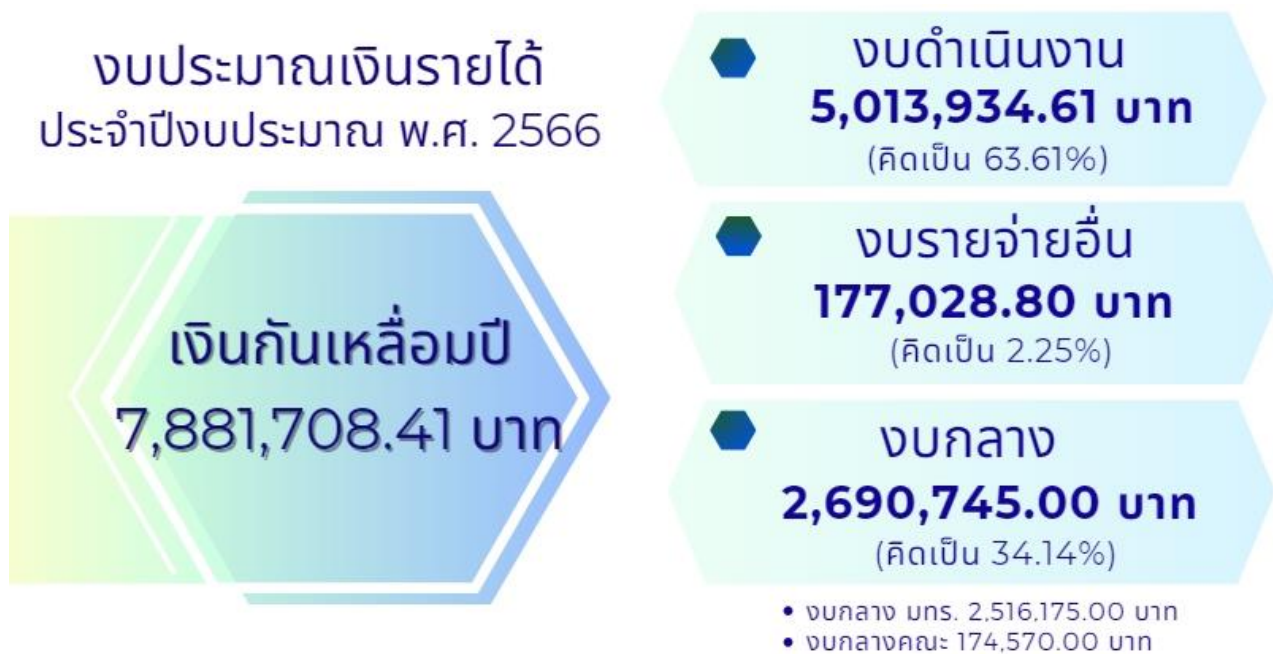 งบประมาณเงินรายได้
ประจำปีงบประมาณ พ.ศ. 2566
เงินกันเหลื่อมปี
7,881,708.41 บาท
งบดำเนินงาน
5,013,934.61 บาท
(คิดเป็น 63.61%)
งบรายจ่ายอื่น
177,028.80 บาท
(คิดเป็น 2.25%)
งบกลาง
2,690,745.00 บาท
(คิดเป็น 34.14%)
• งบกลาง มทร. 2,516,175.00 บาท
• งบกลางคณะ 174,570.00 บาท